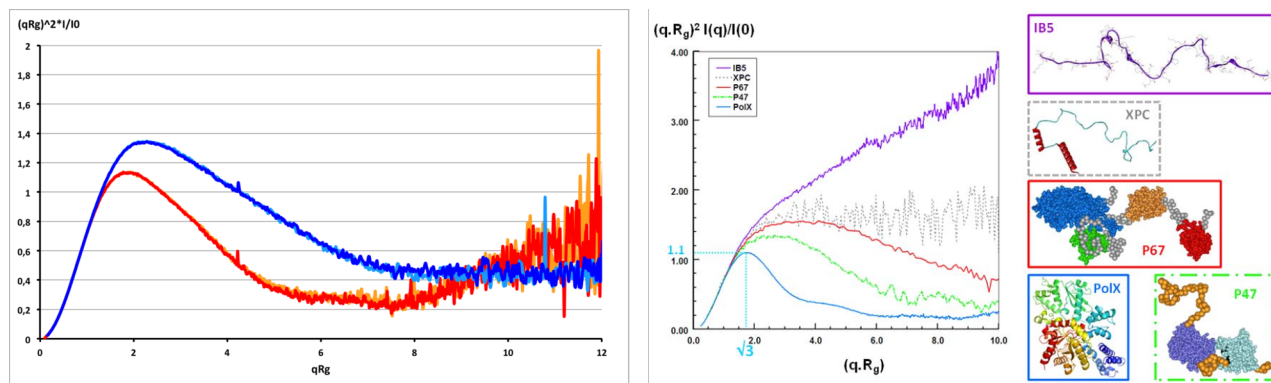 (qRg)^2*I/I0
2
1,8
1,6
1,4
1,2
1
0,8
0,6
0,4
0,2
0
0 2 4 6 8 10 12
qRg
(q.Rg)² I(q)/I(0)
4.00
3.00
2.00
1.1
1.00
0.00
IB5
XPC
P67
P47
PolX
0.0 2.0 4.0 6.0 8.0 10.0
√3
(q.Rg)
IB5
XPC
P67
PolX
P47